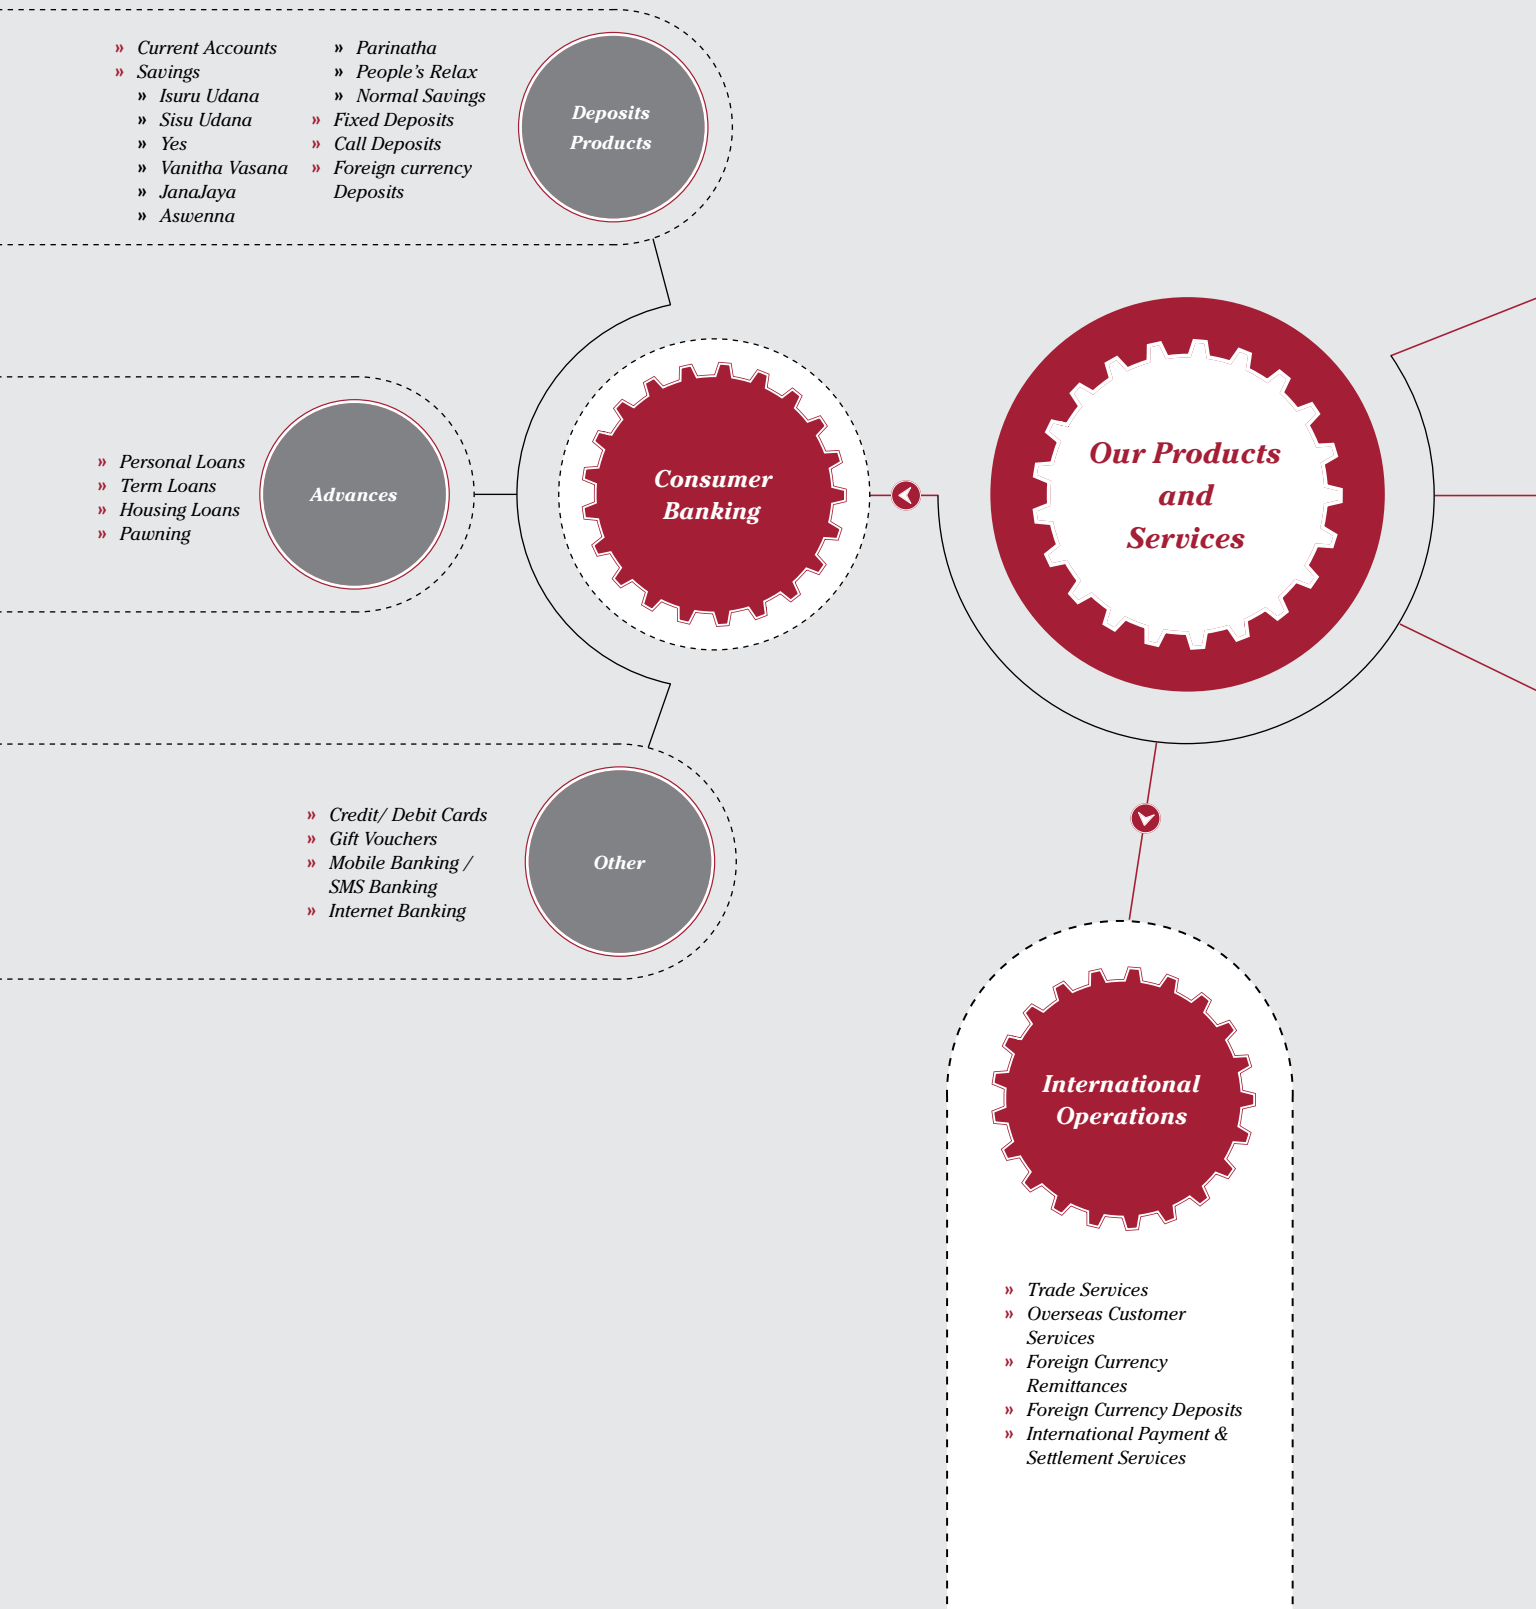 » Current Accounts
» Savings
» Isuru Udana
» Sisu Udana
» Yes
» Vanitha Vasana
» JanaJaya
» Aswenna
» Parinatha
» People’s Relax
» Normal Savings
» Fixed Deposits
» Call Deposits
» Foreign currency
Deposits
Deposits
Products
» Personal Loans
» Term Loans
» Housing Loans
» Pawning
Advances
Consumer
Banking
Our Products
and
Services
» Credit/ Debit Cards
» Gift Vouchers
» Mobile Banking /
SMS Banking
» Internet Banking
Other
International
Operations
» Trade Services
» Overseas Customer
Services
» Foreign Currency
Remittances
» Foreign Currency Deposits
» International Payment &
Settlement Services